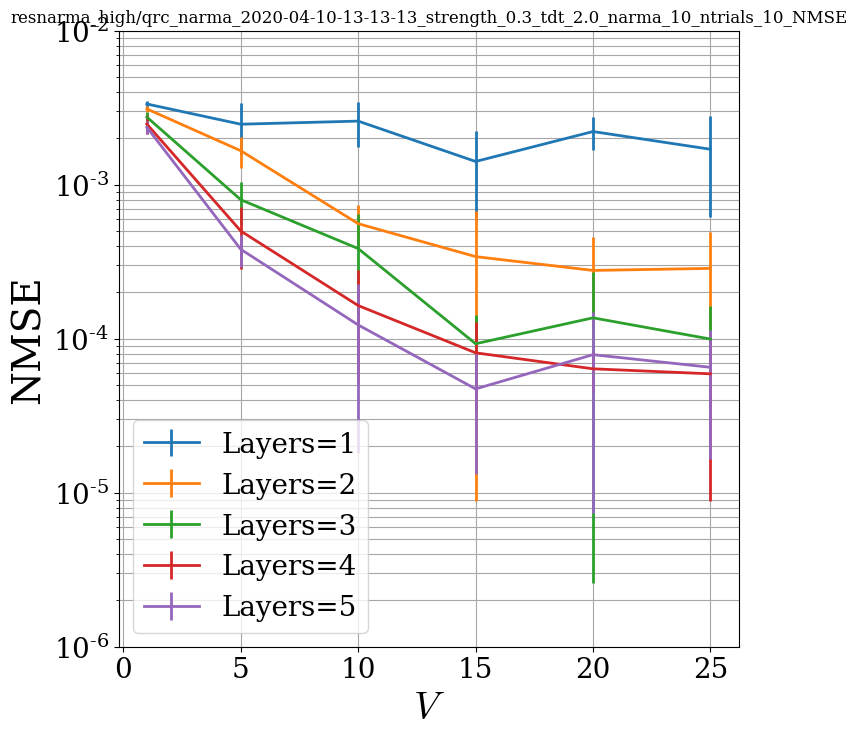 resnarma_high/qrc_narma_2020-04-10-13-13-13_strength_0.3_tdt_2.0_narma_10_ntrials_10_NMSE
10-2
10-3
10-4
10-5
10-6
NMSE
Layers=1
Layers=2
Layers=3
Layers=4
Layers=5
0 5 10 15 20 25
V